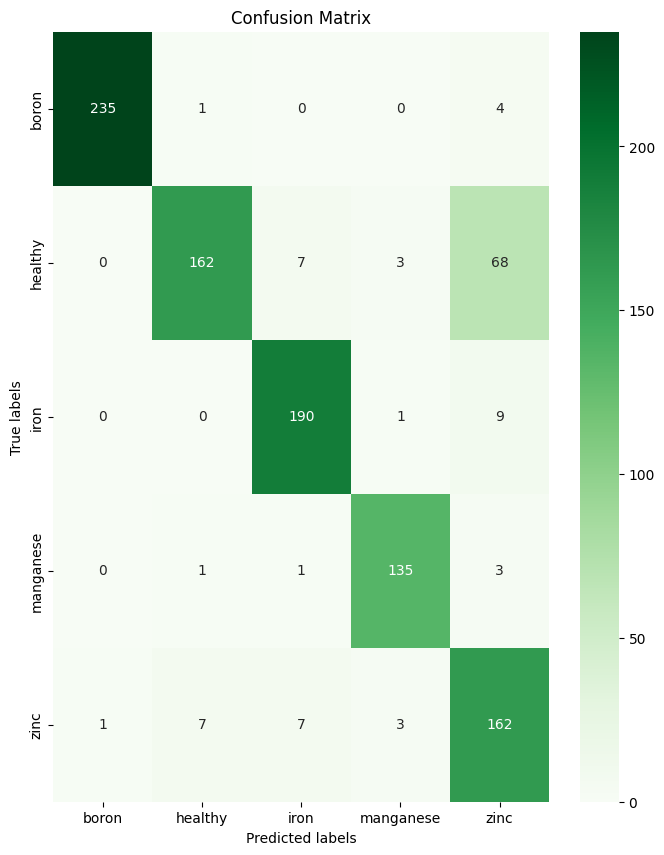 Confusion Matrix
boron 235 1 0 0 4
healthy 0 162 7 3 68
iron 0 0 190 1 9
manganese 0 1 1 135 3
zinc 1 7 7 3 162
True labels
boron healthy iron manganese zinc
Predicted labels
200
150
100
50
0